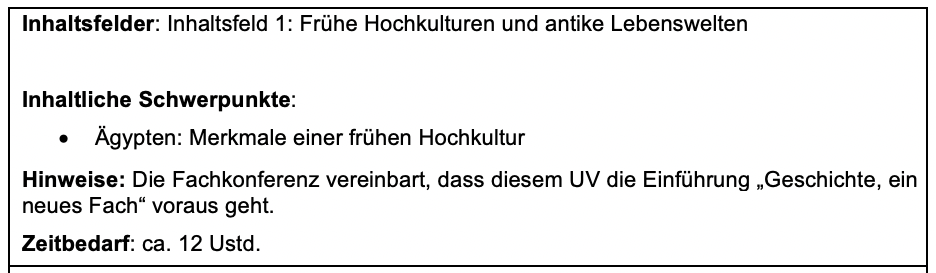 Inhaltsfelder: Inhaltsfeld 1: Frühe Hochkulturen und antike Lebenswelten
Inhaltliche Schwerpunkte:
• Ägypten: Merkmale einer frühen Hochkultur
Hinweise: Die Fachkonferenz vereinbart, dass diesem UV die Einführung „Geschichte, ein
neues Fach“ voraus geht.
Zeitbedarf: ca. 12 Ustd.